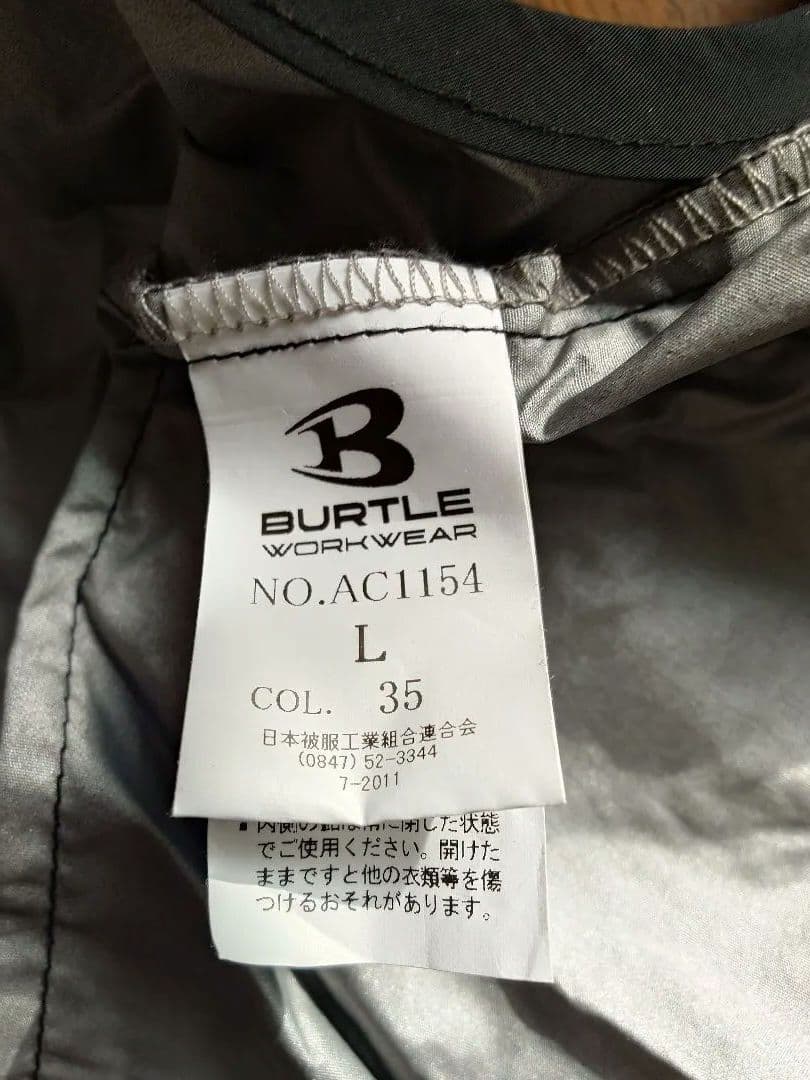 BURTLE
WORKWEAR
NO.AC1154
L
COL. 35
日本被服工業組合連合会
(0847) 52-3344
7-2011
でご使用ください。開けた
ままですと他の衣類等を傷
つけるおそれがあります。